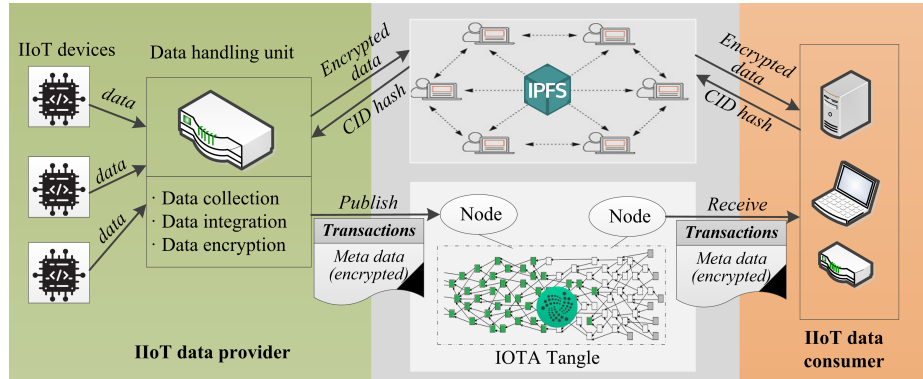 IIoT devices
Data handling unit
data
data
data
· Data collection
· Data integration
· Data encryption
IIoT data provider
Encrypted
data
CID hash
IPFS
Encrypted
data
CID hash
Publish
Transactions
Meta data
(encrypted)
Node
Node
IOTA Tangle
Receive
Transactions
Meta data
(encrypted)
IIoT data
consumer